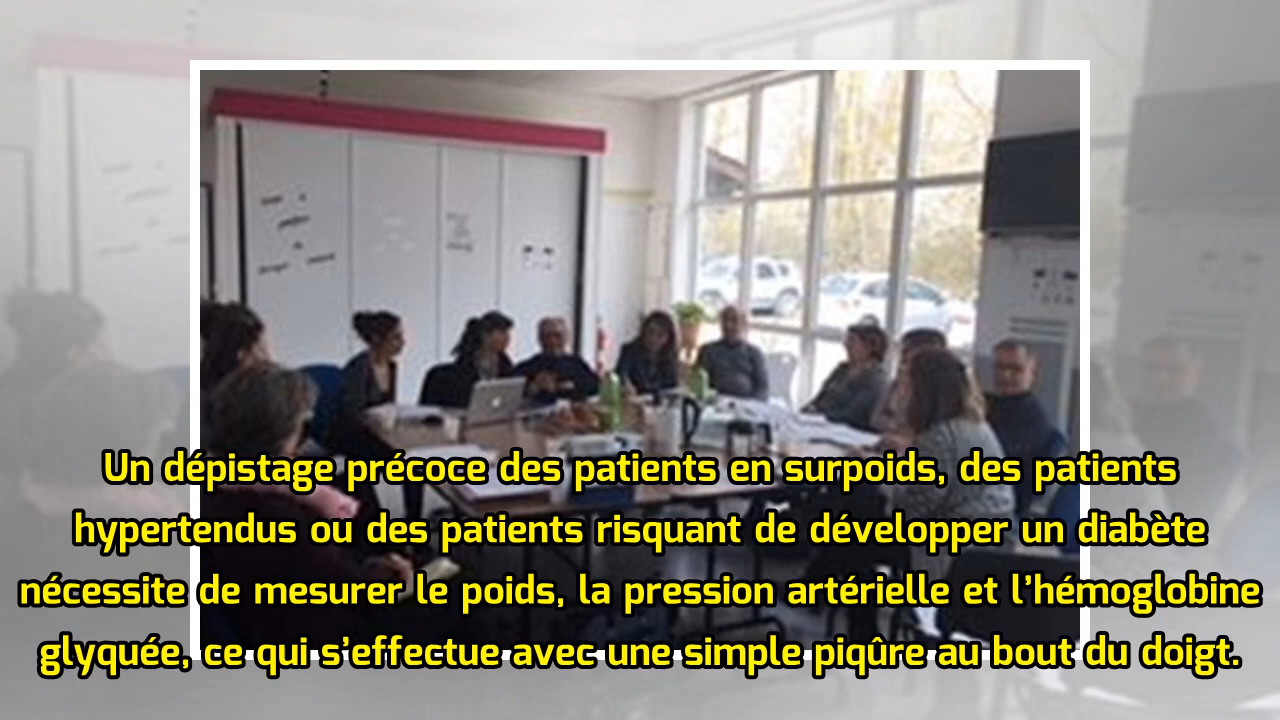 Un dépistage précoce des patients en surpoids, des patients
hypertendus ou des patients risquant de développer un diabète
nécessite de mesurer le poids, la pression artérielle et l’hémoglobine
glyquée, ce qui s’effectue avec une simple piqûre au bout du doigt.